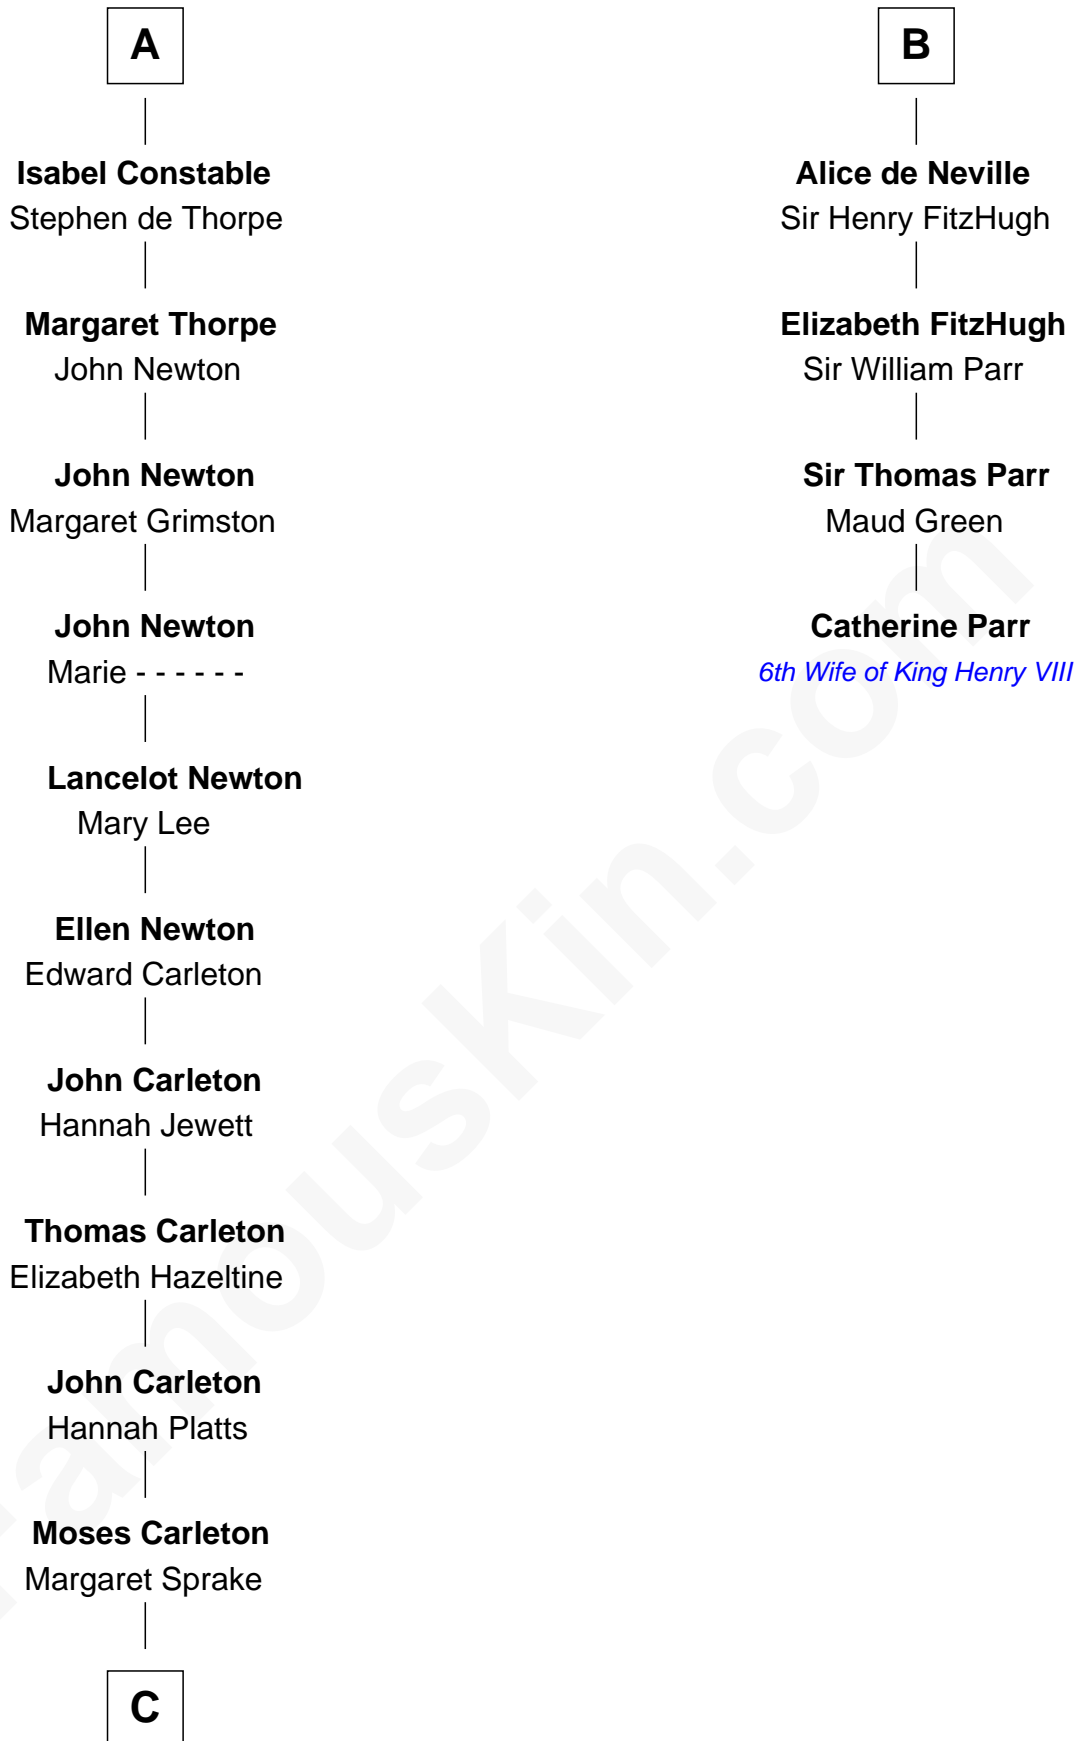 A
Isabel Constable
Stephen de Thorpe
Margaret Thorpe
John Newton
John Newton
Margaret Grimston
John Newton
Marie - - - - - -
Lancelot Newton
Mary Lee
Ellen Newton
Edward Carleton
John Carleton
Hannah Jewett
Thomas Carleton
Elizabeth Hazeltine
John Carleton
Hannah Platts
Moses Carleton
Margaret Sprake
C
B
Alice de Neville
Sir Henry FitzHugh
Elizabeth FitzHugh
Sir William Parr
Sir Thomas Parr
Maud Green
Catherine Parr
6th Wife of King Henry VIII
FamousKin.com